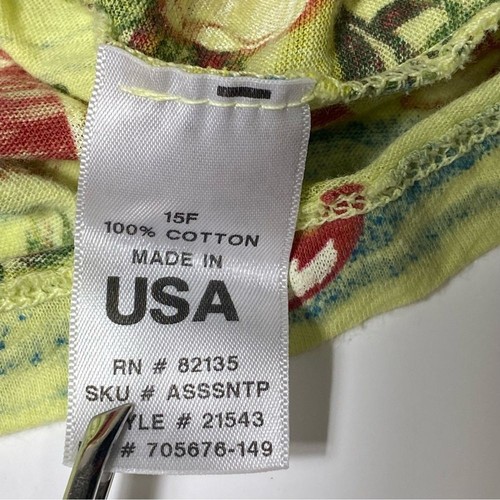 15F
100% COTTON
MADE IN
USA
RN # 82135
SKU # ASSSNTP
YLE # 21543
# 705676-149